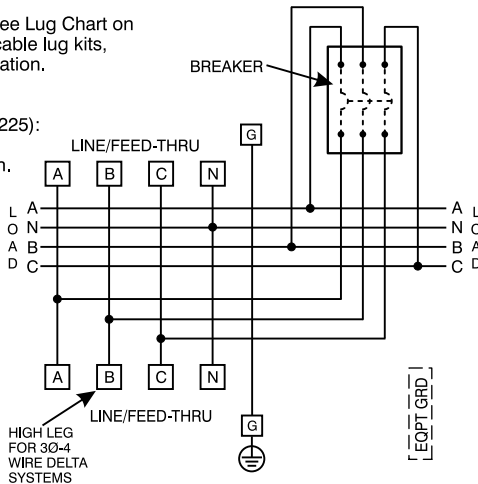 ee Lug Chart on
cable lug kits,
ation.
225):
n.
BREAKER
LINE/FEED-THRU
G
A B C N
L O A D
A
N
B
C
A
N
B
C
L O A D
A B C N
LINE/FEED-THRU
G
HIGH LEG
FOR 3Ø-4
WIRE DELTA
SYSTEMS
EQPT GRD